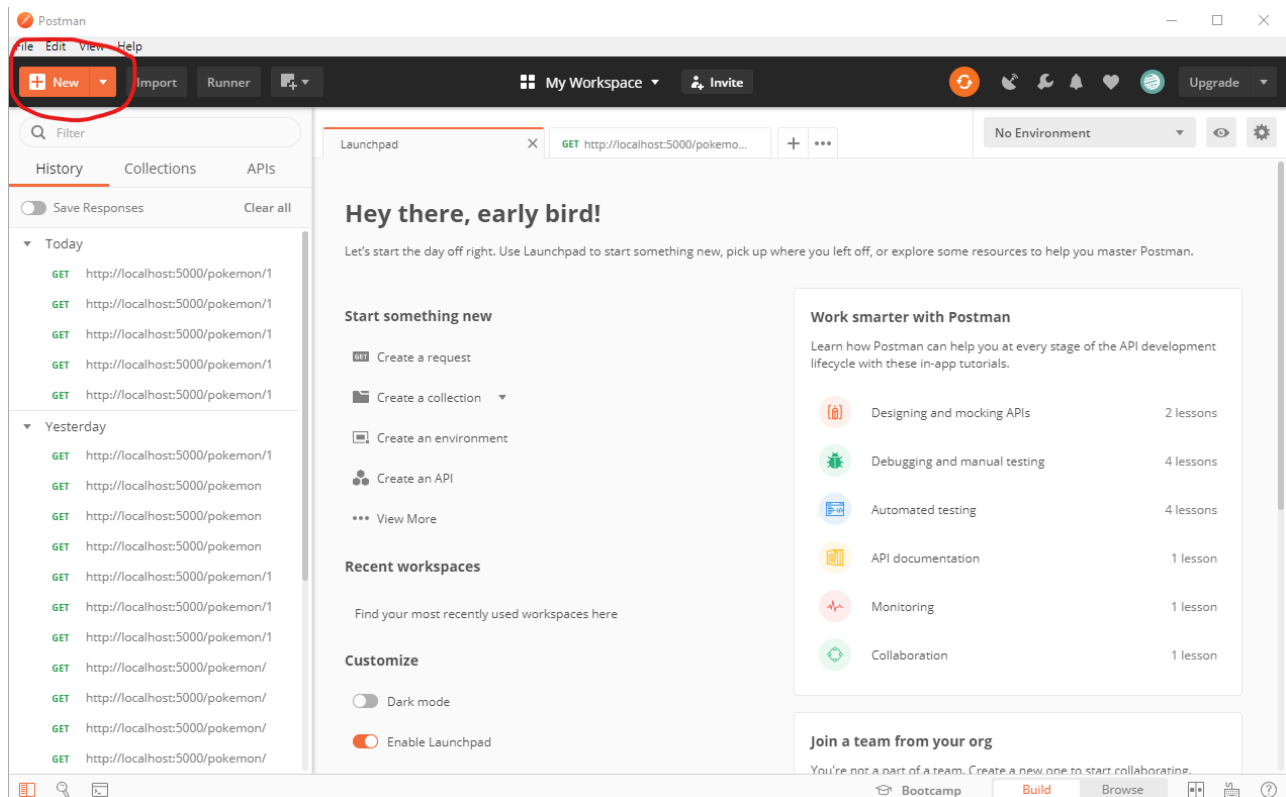 Postman
File Edit View Help
New
Import
Runner
My Workspace
Invite
Upgrade
Filter
History Collections APIs
Save Responses Clear all
Today
GET http://localhost:5000/pokemon/1
GET http://localhost:5000/pokemon/1
GET http://localhost:5000/pokemon/1
GET http://localhost:5000/pokemon/1
GET http://localhost:5000/pokemon/1
Yesterday
GET http://localhost:5000/pokemon/1
GET http://localhost:5000/pokemon
GET http://localhost:5000/pokemon
GET http://localhost:5000/pokemon
GET http://localhost:5000/pokemon/1
GET http://localhost:5000/pokemon/1
GET http://localhost:5000/pokemon/1
GET http://localhost:5000/pokemon/
GET http://localhost:5000/pokemon/
GET http://localhost:5000/pokemon/
GET http://localhost:5000/pokemon/
Launchpad
GET http://localhost:5000/pokemo...
No Environment
Hey there, early bird!
Let's start the day off right. Use Launchpad to start something new, pick up where you left off, or explore some resources to help you master Postman.
Start something new
GET Create a request
Create a collection
Create an environment
Create an API
View More
Recent workspaces
Find your most recently used workspaces here
Customize
Dark mode
Enable Launchpad
Work smarter with Postman
Learn how Postman can help you at every stage of the API development
lifecycle with these in-app tutorials.
Designing and mocking APIs 2 lessons
Debugging and manual testing 4 lessons
Automated testing 4 lessons
API documentation 1 lesson
Monitoring 1 lesson
Collaboration 1 lesson
Join a team from your org
You're not a part of a team. Create a new one to start collaborating.
Bootcamp
Build
Browse